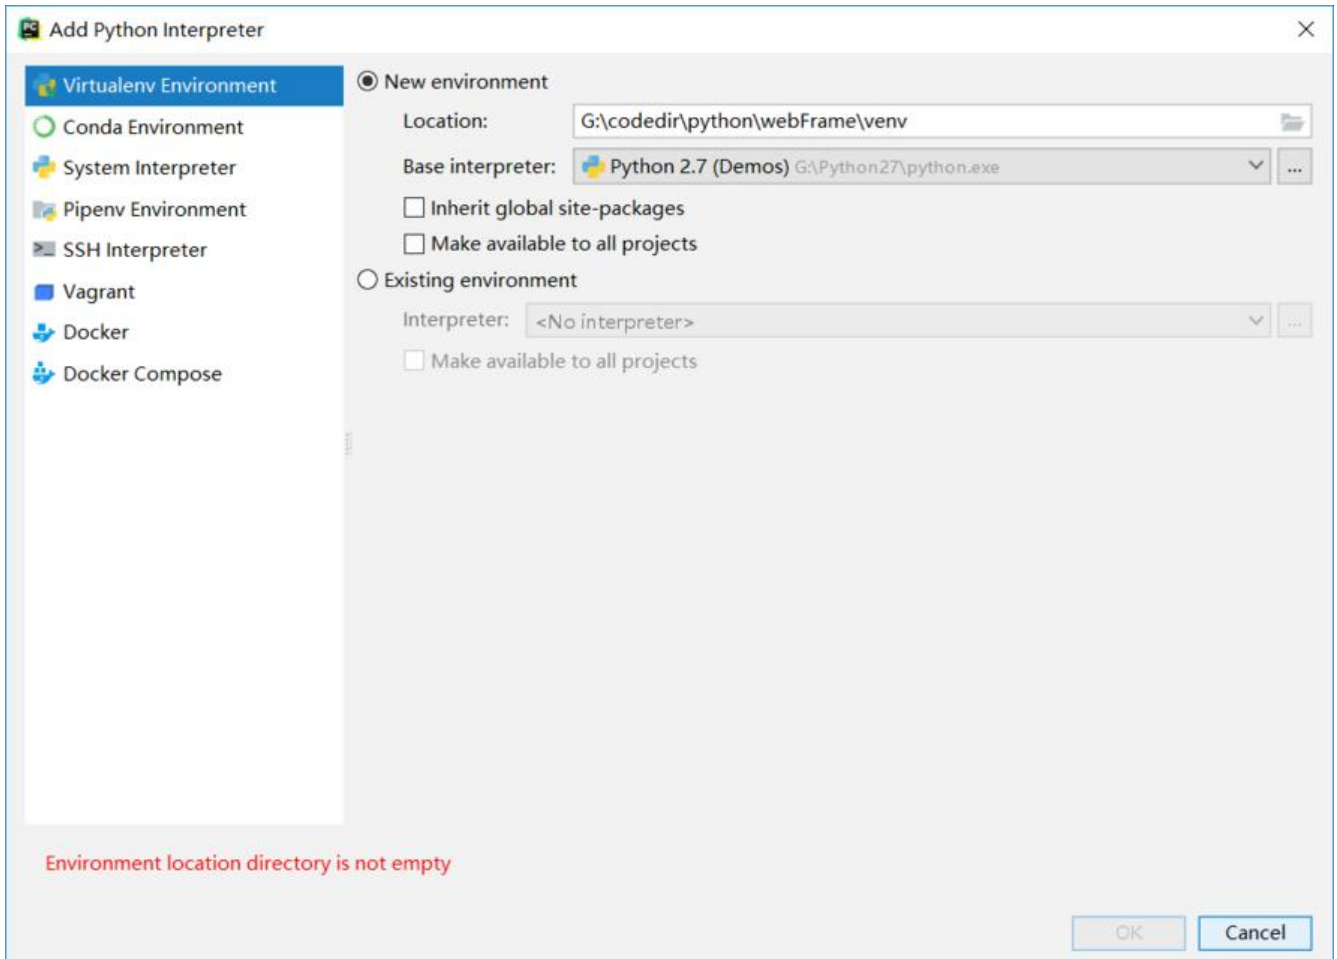 Add Python Interpreter
Virtualenv Environment
Conda Environment
System Interpreter
Pipenv Environment
SSH Interpreter
Vagrant
Docker
Docker Compose
New environment
Location: G:\codedir\python\webFrame\venv
Base interpreter: Python 2.7 (Demos) G:\Python27\python.exe ...
Inherit global site-packages
Make available to all projects
Existing environment
Interpreter: <No interpreter> ...
Make available to all projects
Environment location directory is not empty
OK Cancel